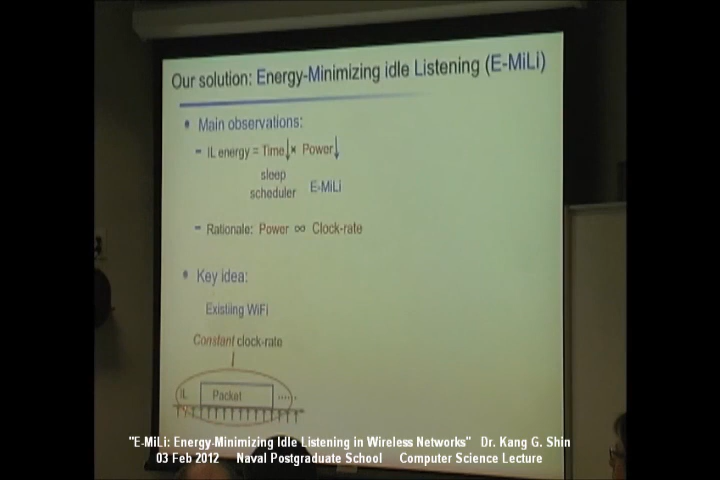 Our solution: Energy-Minimizing idle Listening (E-MiLi)
• Main observations:
– IL energy = Time↓× Power↓
sleep scheduler E-MiLi
– Rationale: Power ∞ Clock-rate
• Key idea:
Existiing WiFi
Constant clock-rate
IL Packet ......
"E-MiLi: Energy-Minimizing Idle Listening in Wireless Networks" Dr. Kang G. Shin
03 Feb 2012 Naval Postgraduate School Computer Science Lecture